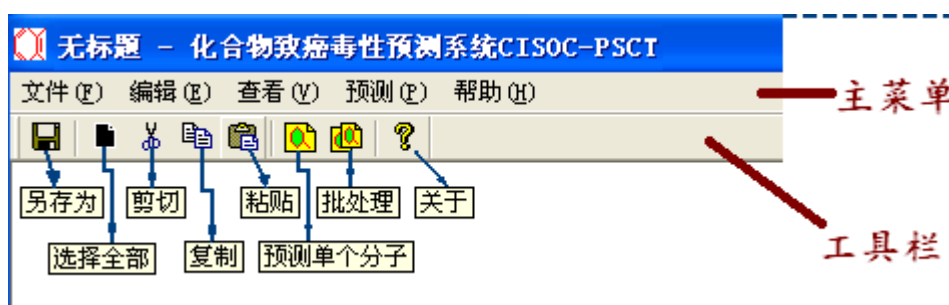 无标题 - 化合物致癌毒性预测系统CISOC-PSCT
文件(F) 编辑(E) 查看(V) 预测(P) 帮助(H)
主菜单
另存为 剪切 粘贴 批处理 关于
选择全部 复制 预测单个分子
工具栏